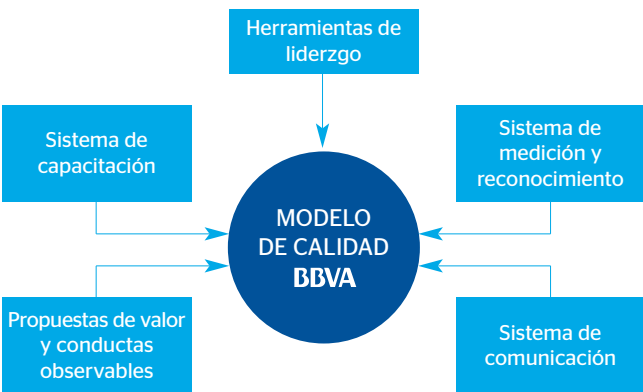 Herramientas de
liderzgo
Sistema de
capacitación
Sistema de
medición y
reconocimiento
MODELO
DE CALIDAD
BBVA
Propuestas de valor
y conductas
observables
Sistema de
comunicación